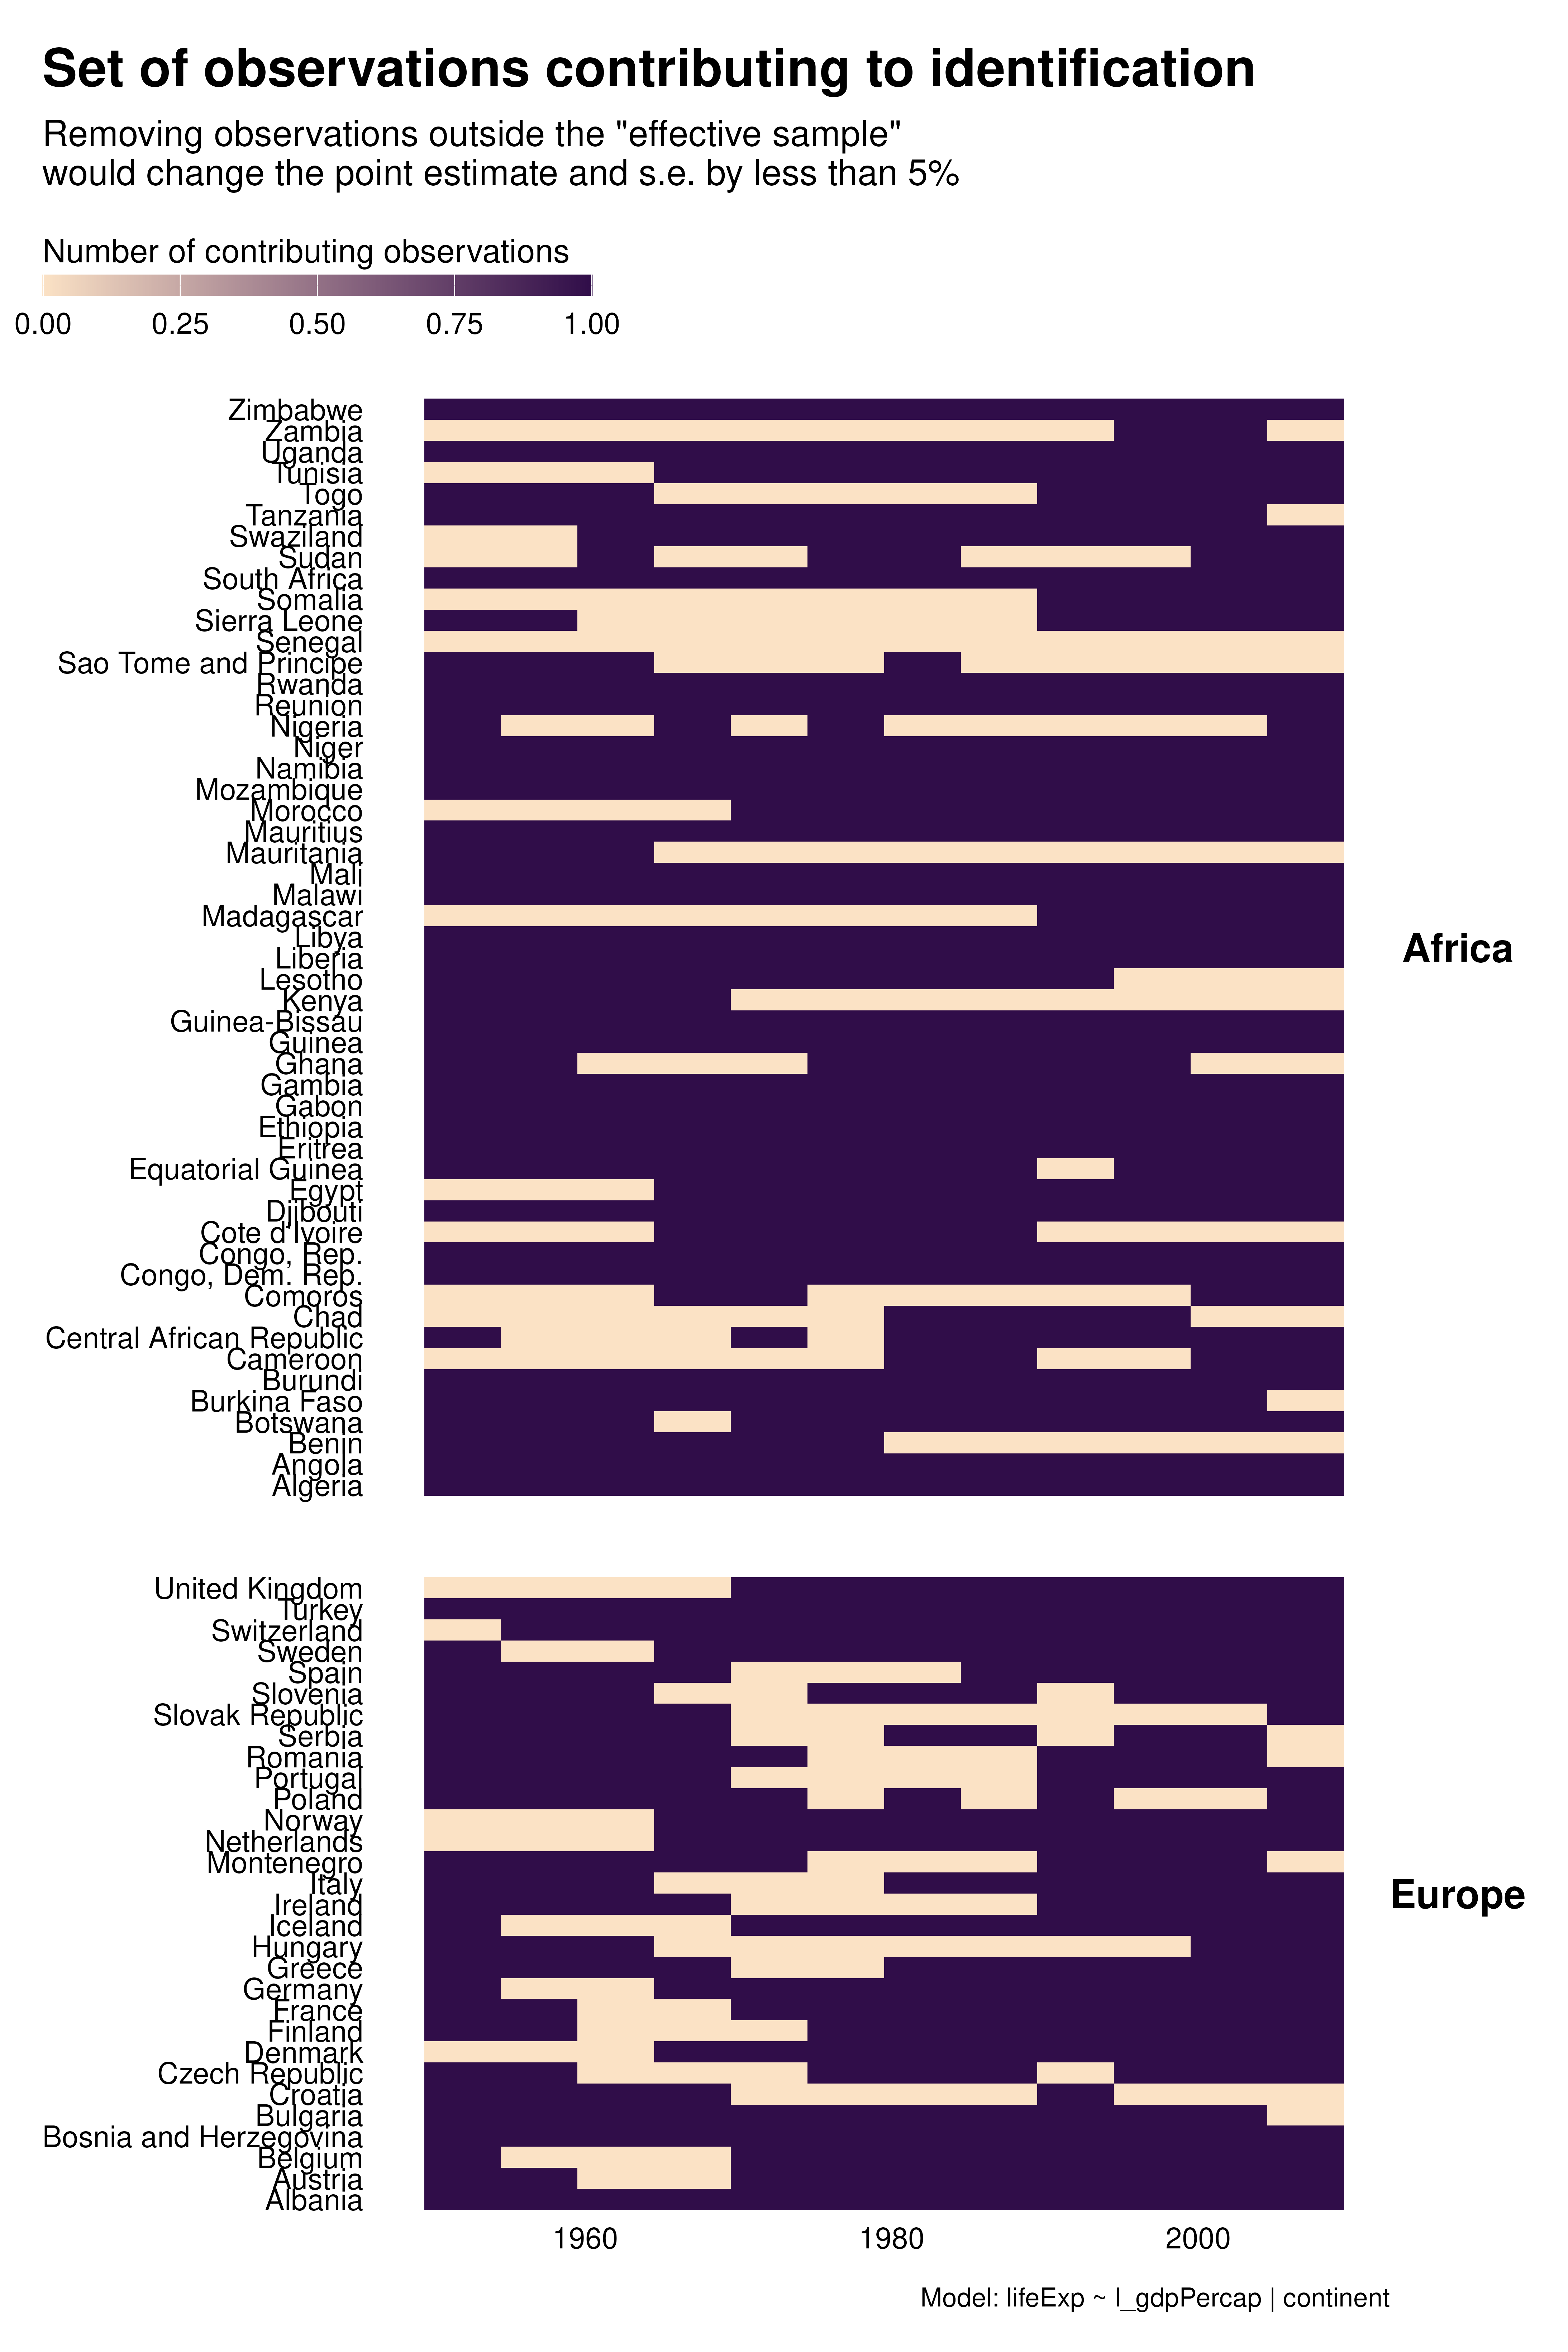 Set of observations contributing to identification
Removing observations outside the "effective sample"
would change the point estimate and s.e. by less than 5%
Number of contributing observations
0.00 0.25 0.50 0.75 1.00
Zimbabwe
Zambia
Uganda
Tunisia
Togo
Tanzania
Swaziland
Sudan
South Africa
Somalia
Sierra Leone
Senegal
Sao Tome and Principe
Rwanda
Reunion
Nigeria
Niger
Namibia
Mozambique
Morocco
Mauritius
Mauritania
Mali
Malawi
Madagascar
Libya
Liberia
Lesotho
Kenya
Guinea-Bissau
Guinea
Ghana
Gambia
Gabon
Ethiopia
Eritrea
Equatorial Guinea
Egypt
Djibouti
Cote d'Ivoire
Congo, Rep.
Congo, Dem. Rep.
Comoros
Chad
Central African Republic
Cameroon
Burundi
Burkina Faso
Botswana
Benin
Angola
Algeria
Africa
United Kingdom
Turkey
Switzerland
Sweden
Spain
Slovenia
Slovak Republic
Serbia
Romania
Portugal
Poland
Norway
Netherlands
Montenegro
Italy
Ireland
Iceland
Hungary
Greece
Germany
France
Finland
Denmark
Czech Republic
Croatia
Bulgaria
Bosnia and Herzegovina
Belgium
Austria
Albania
Europe
1960 1980 2000
Model: lifeExp ~ l_gdpPercap | continent